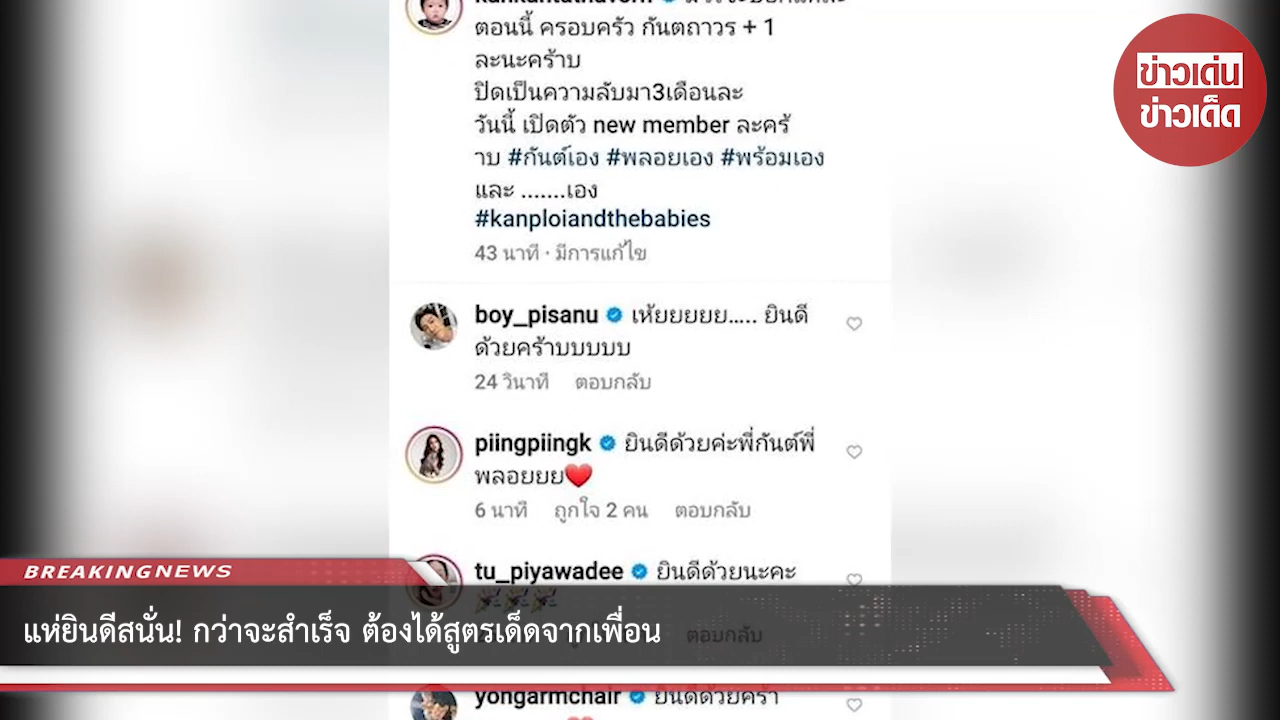 ตอนนี้ ครอบครัว กันตถาวร + 1
ละนะคร้าบ
ปิดเป็นความลับมา3เดือนละ
วันนี้ เปิดตัว new member ละครั
าบ #กันต์เอง #พลอยเอง #พร้อมเอง
และ .......เอง
#kanploiandthebabies
43 นาที · มีการแก้ไข
boy_pisanu เห้ยยยยย..... ยินดี
ด้วยคร้าบบบบบ
24 วินาที ตอบกลับ
piingpiingk ยินดีด้วยค่ะพี่กันต์พี่
พลอยยย❤️
6 นาที ถูกใจ 2 คน ตอบกลับ
tu_piyawadee ยินดีด้วยนะคะ
ตอบกลับ
yongarmchair ยินดีด้วยครา
ข่าวเด่น
ข่าวเด็ด
BREAKINGNEWS
แห่ยินดีสนั่น! กว่าจะสำเร็จ ต้องได้สูตรเด็ดจากเพื่อน